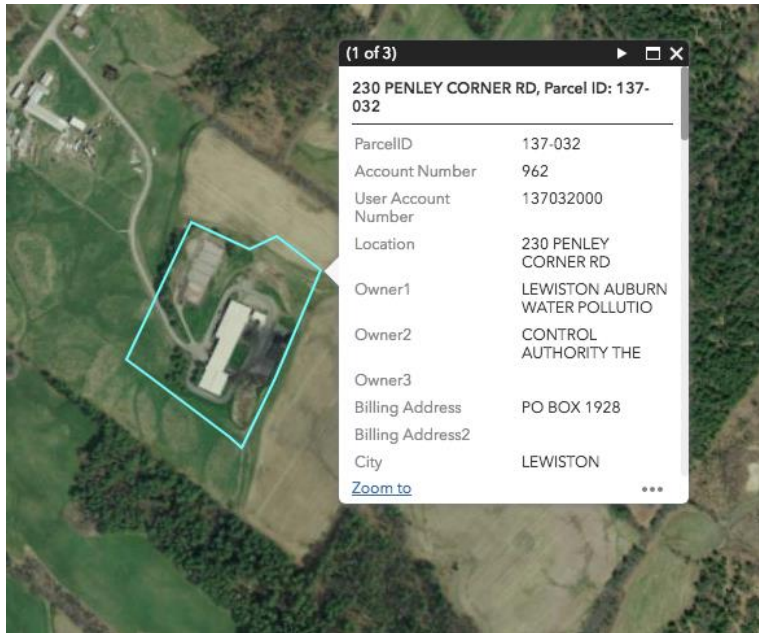 (1 of 3)
230 PENLEY CORNER RD, Parcel ID: 137-
032
ParcelID 137-032
Account Number 962
User Account 137032000
Number
Location 230 PENLEY
CORNER RD
Owner1 LEWISTON AUBURN
WATER POLLUTIO
Owner2 CONTROL
AUTHORITY THE
Owner3
Billing Address PO BOX 1928
Billing Address2
City LEWISTON
Zoom to